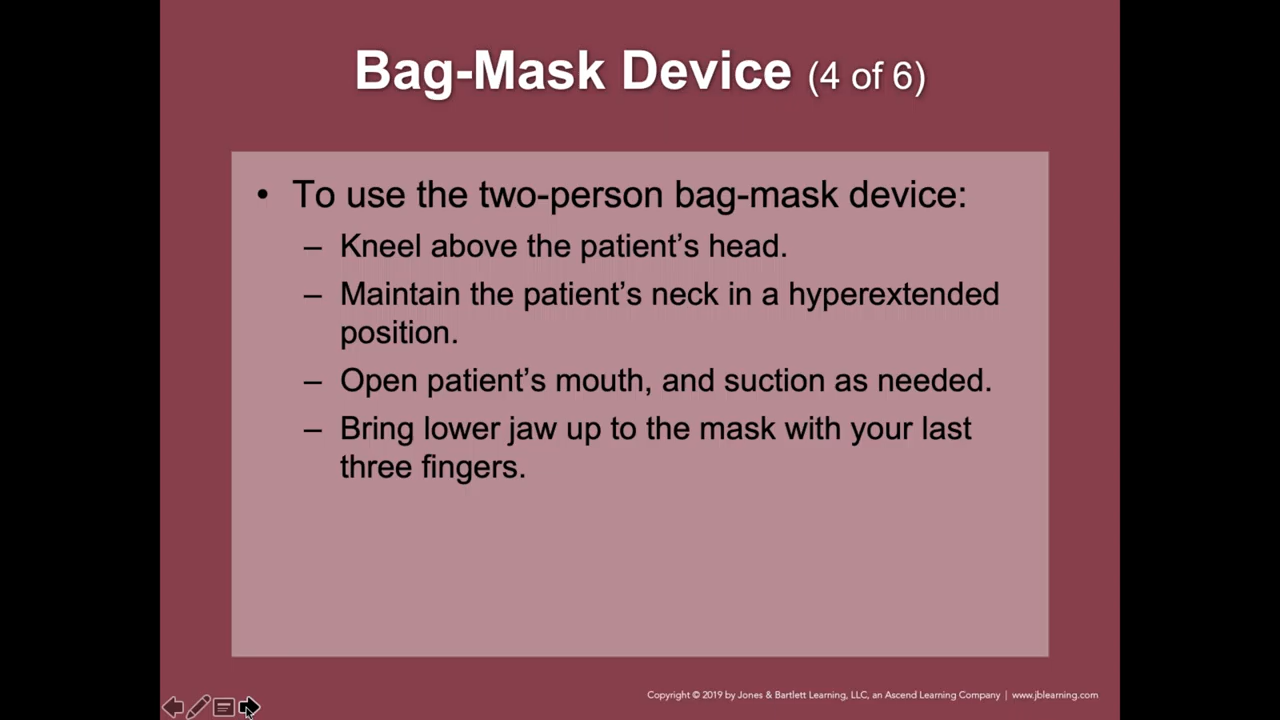 Bag-Mask Device (4 of 6)
• To use the two-person bag-mask device:
– Kneel above the patient’s head.
– Maintain the patient’s neck in a hyperextended
position.
– Open patient’s mouth, and suction as needed.
– Bring lower jaw up to the mask with your last
three fingers.
Copyright © 2019 by Jones & Bartlett Learning, LLC, an Ascend Learning Company | www.jblearning.com